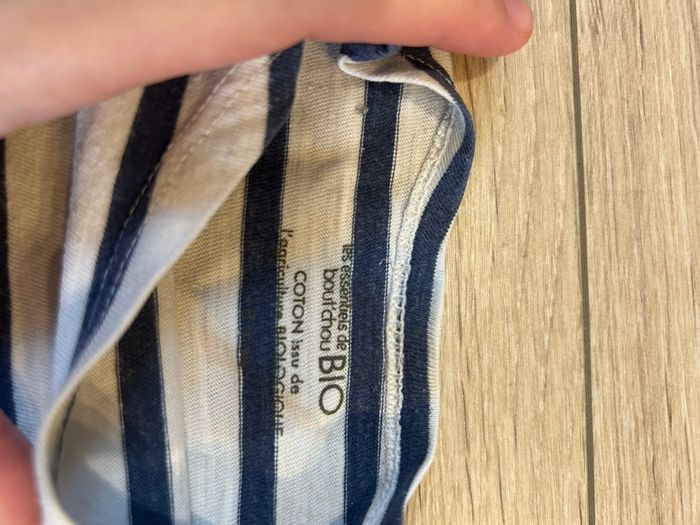 les essentiels de
bout'chou BIO
COTON issu de
l'agriculture BIOLOGIQUE